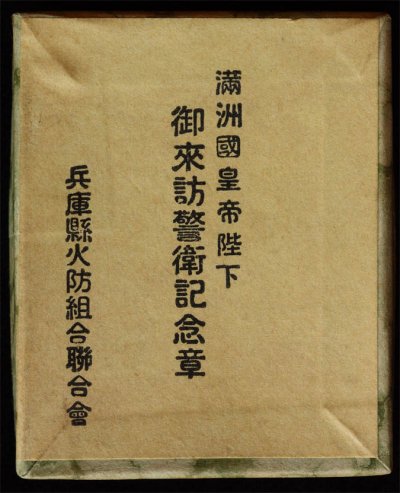 滿洲國皇帝陛下
御來訪警衛記念章
兵庫縣火防組合聯合會